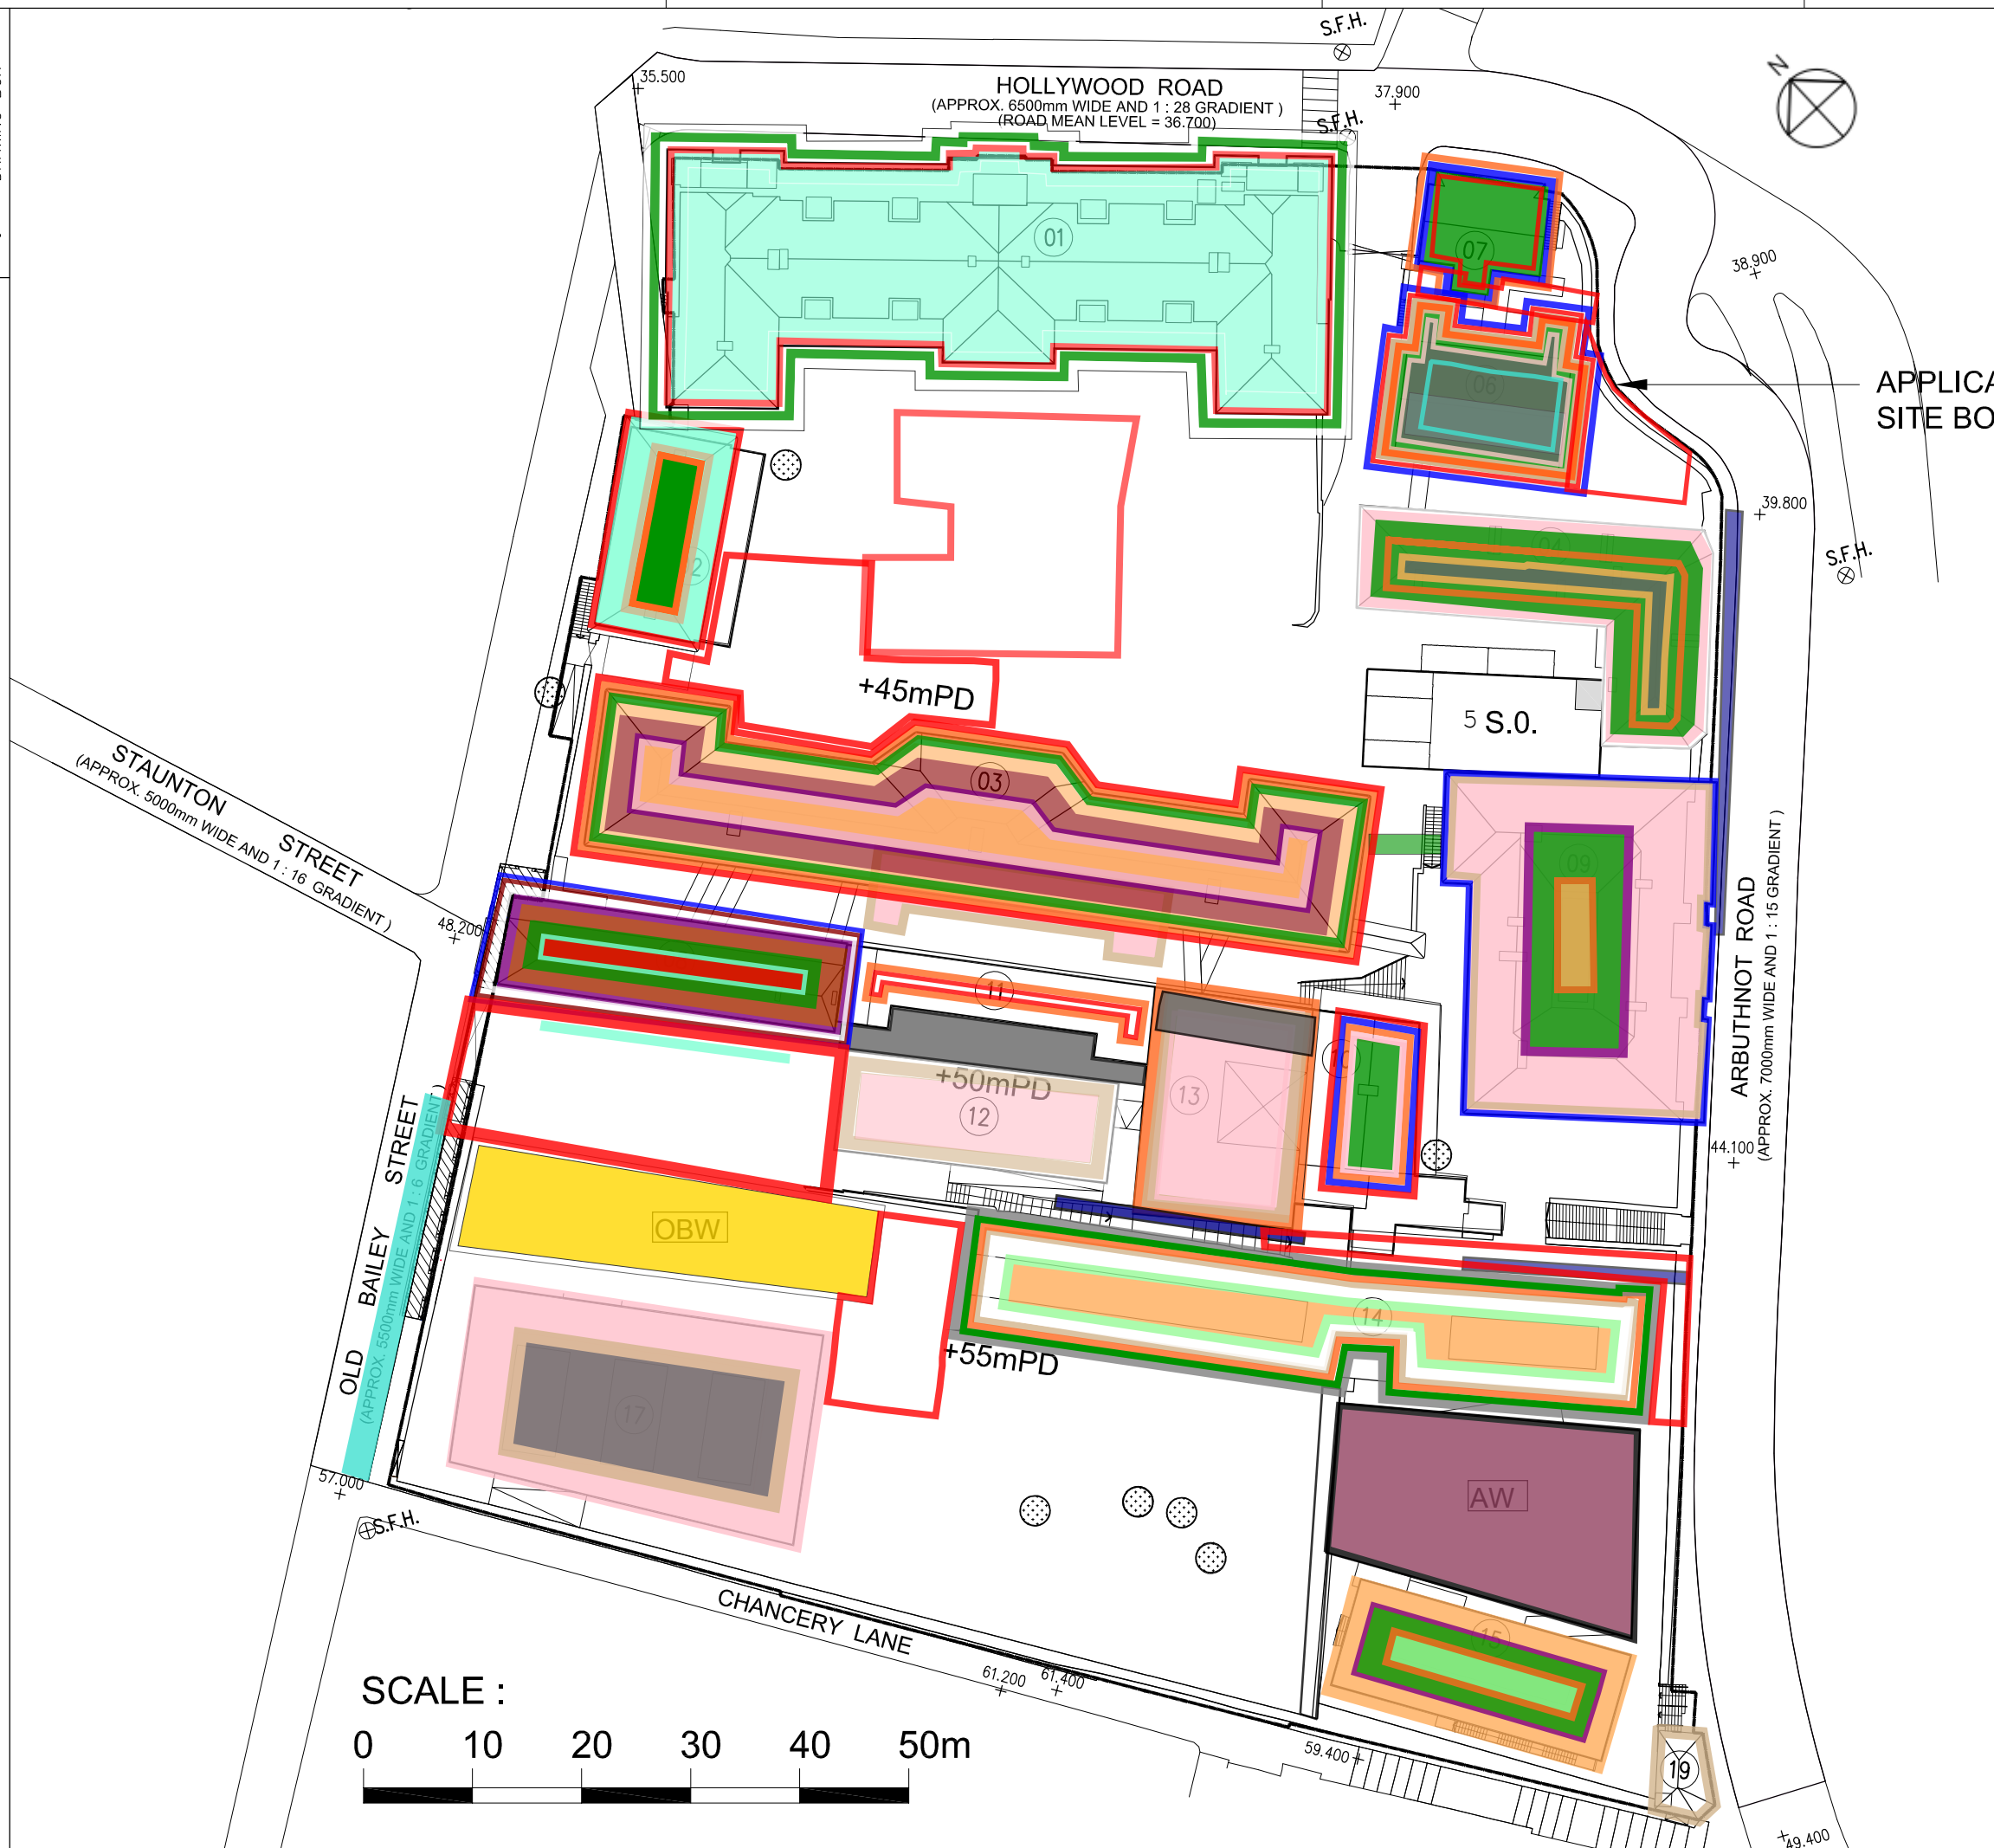 S.F.H.
35.500
HOLLYWOOD ROAD
(APPROX. 6500mm WIDE AND 1 : 28 GRADIENT )
(ROAD MEAN LEVEL = 36.700)
37.900
S.F.H.
N
01
07
38.900
06
APPLICA
SITE BO
39.800
04
S.F.H.
2
+45mPD
5 S.O.
STAUNTON STREET
(APPROX. 5000mm WIDE AND 1 : 16 GRADIENT )
03
09
48.200
11
10
ARBUTHNOT ROAD
(APPROX. 7000mm WIDE AND 1 : 15 GRADIENT )
+50mPD
12
13
44.100
OLD BAILEY STREET
(APPROX. 5500mm WIDE AND 1 : 6 GRADIENT )
OBW
14
+55mPD
17
57.000
S.F.H.
AW
CHANCERY LANE
15
61.200
61.400
59.400
19
49.400
SCALE :
0 10 20 30 40 50m